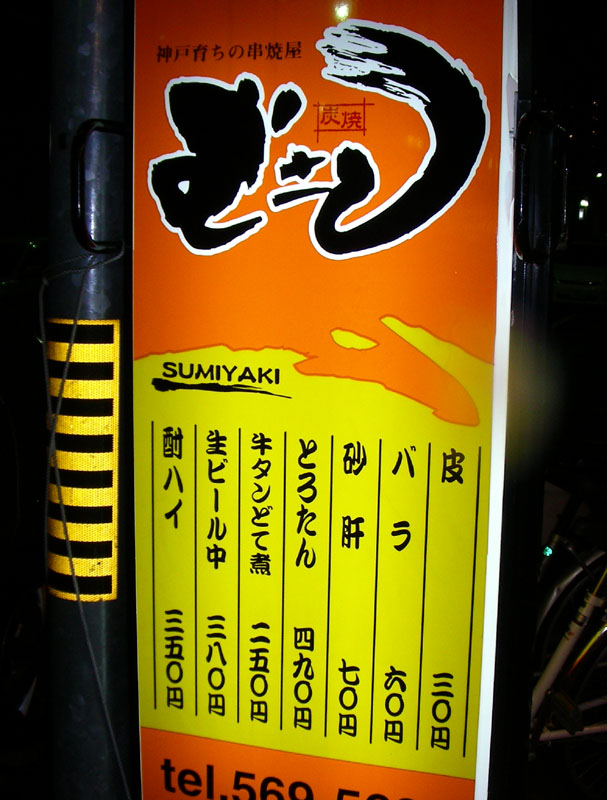 神戸育ちの串焼屋
炭焼
SUMIYAKI
皮 三〇円
バラ 六〇円
砂肝 七〇円
とろたん 四九〇円
牛タンどて煮 二五〇円
生ビール中 三八〇円
酎ハイ 三五〇円
tel.569-5